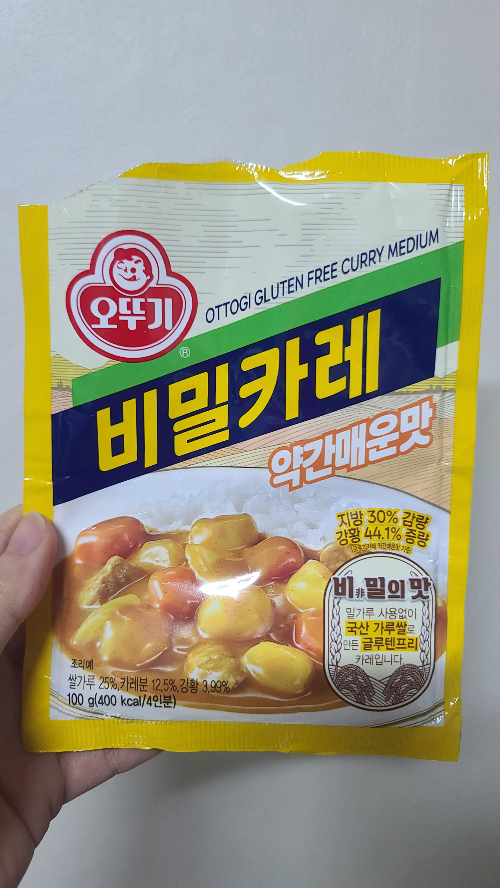 오뚜기
®
OTTOGI GLUTEN FREE CURRY MEDIUM
비밀카레
약간매운맛
지방 30% 감량
강황 44.1% 증량
비非밀의 맛
밀가루 사용없이
국산 가루쌀로
만든 글루텐프리
카레입니다.
조리예
쌀가루 25%, 카레분 12.5%, 강황 3.99%
100 g(400 kcal/4인분)